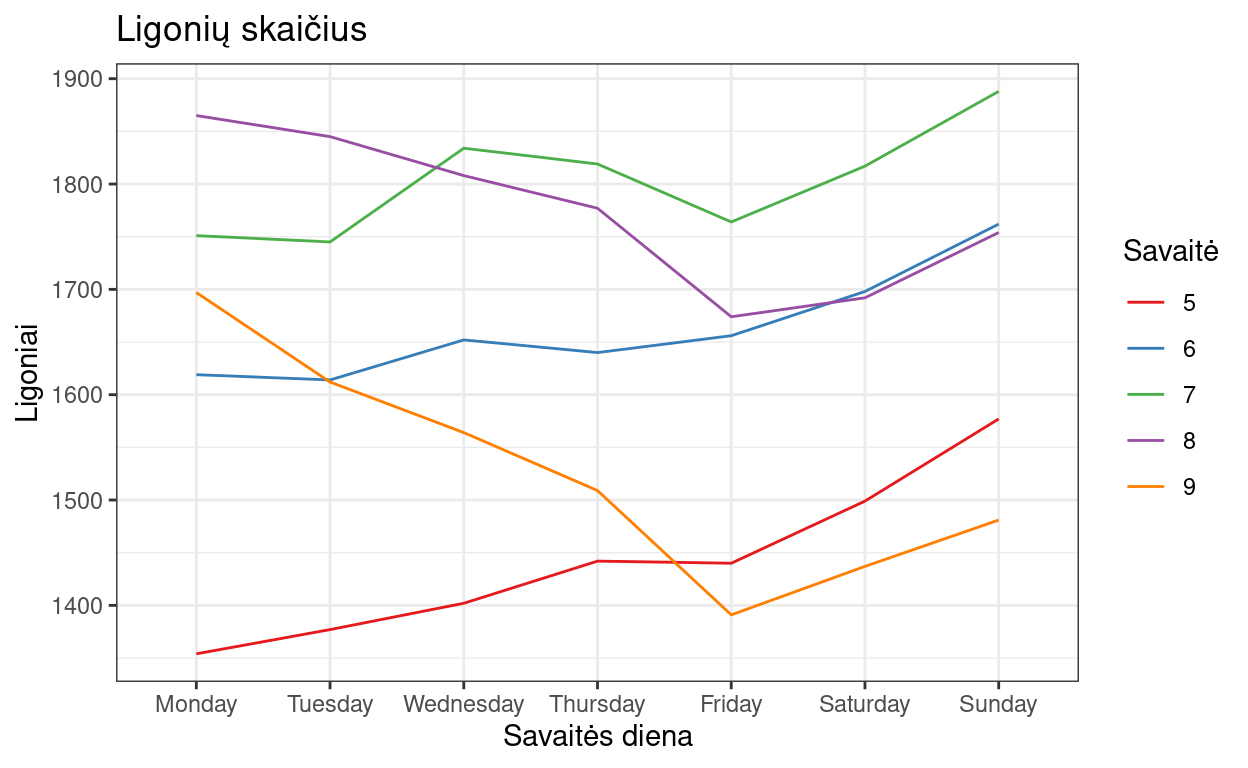 Ligonių skaičius
Ligoniai
1900
1800
1700
1600
1500
1400
Monday Tuesday Wednesday Thursday Friday Saturday Sunday
Savaitės diena
Savaitė
5
6
7
8
9